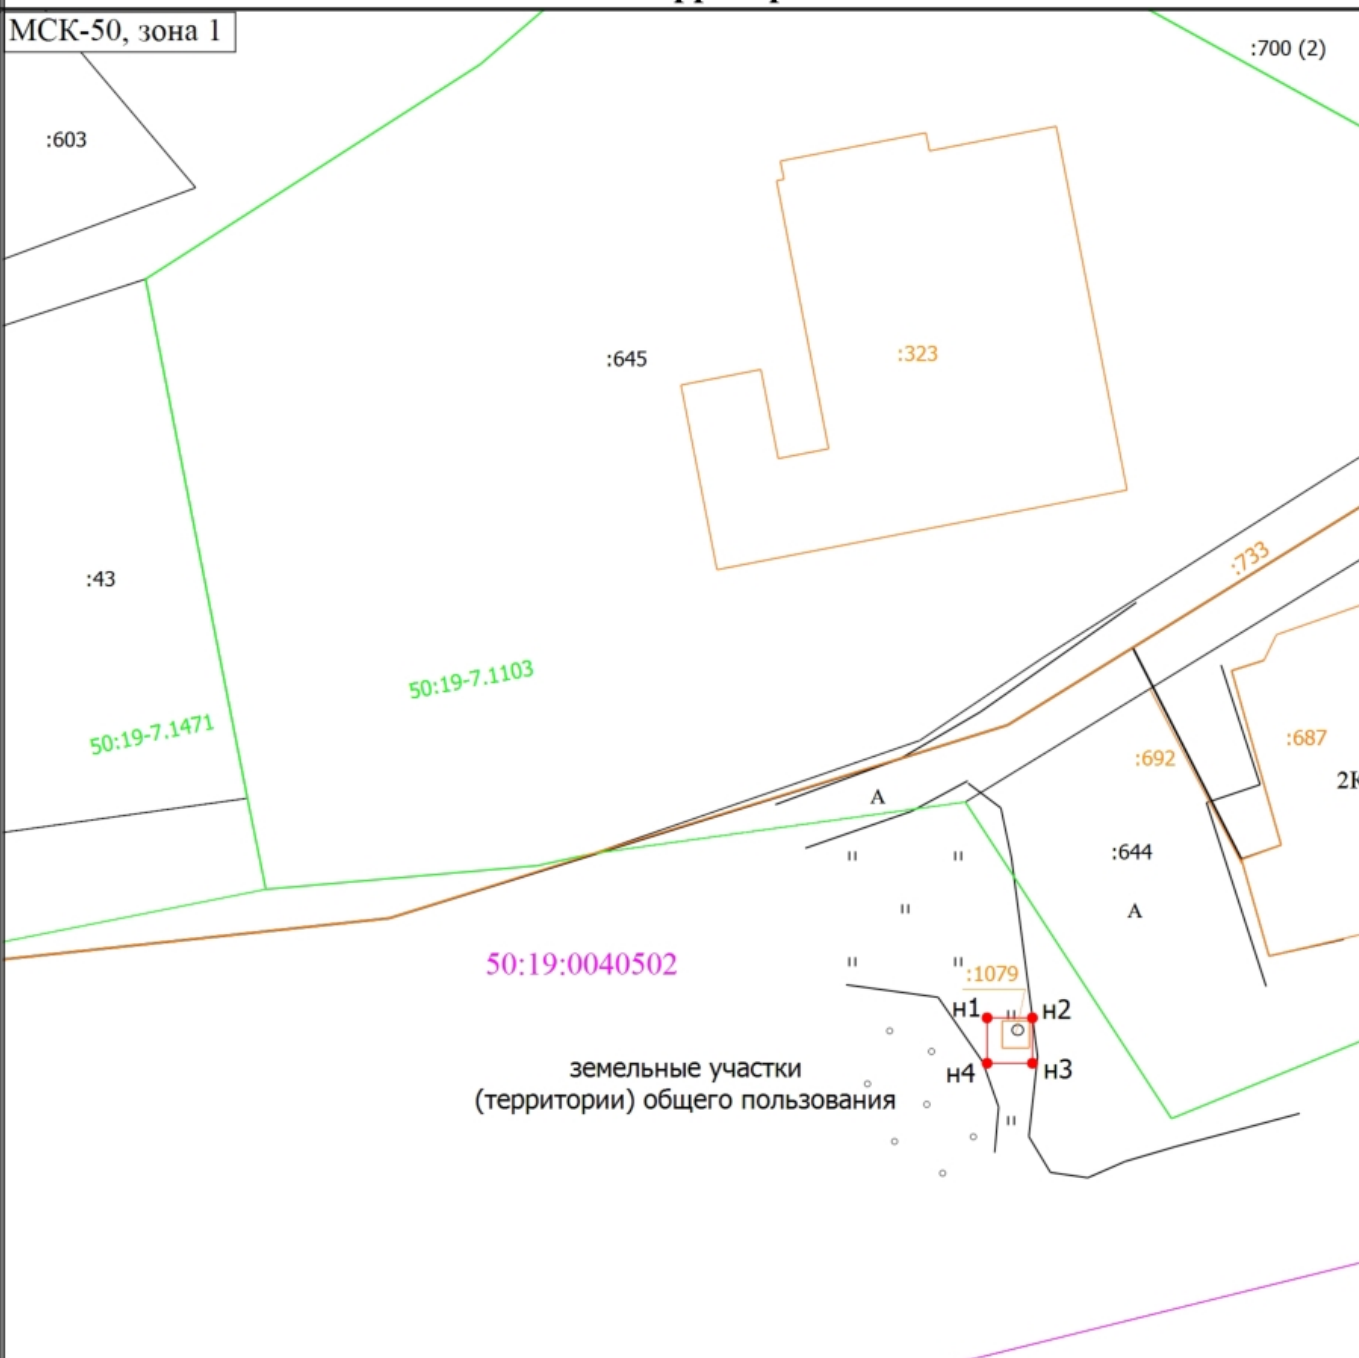 МСК-50, зона 1
:700 (2)
:603
:323
:645
:733
:43
50:19-7.1103
50:19-7.1471
:687
:692
2К
А
:644
А
50:19:0040502
:1079
н1
н2
земельные участки
н4
н3
(территории) общего пользования